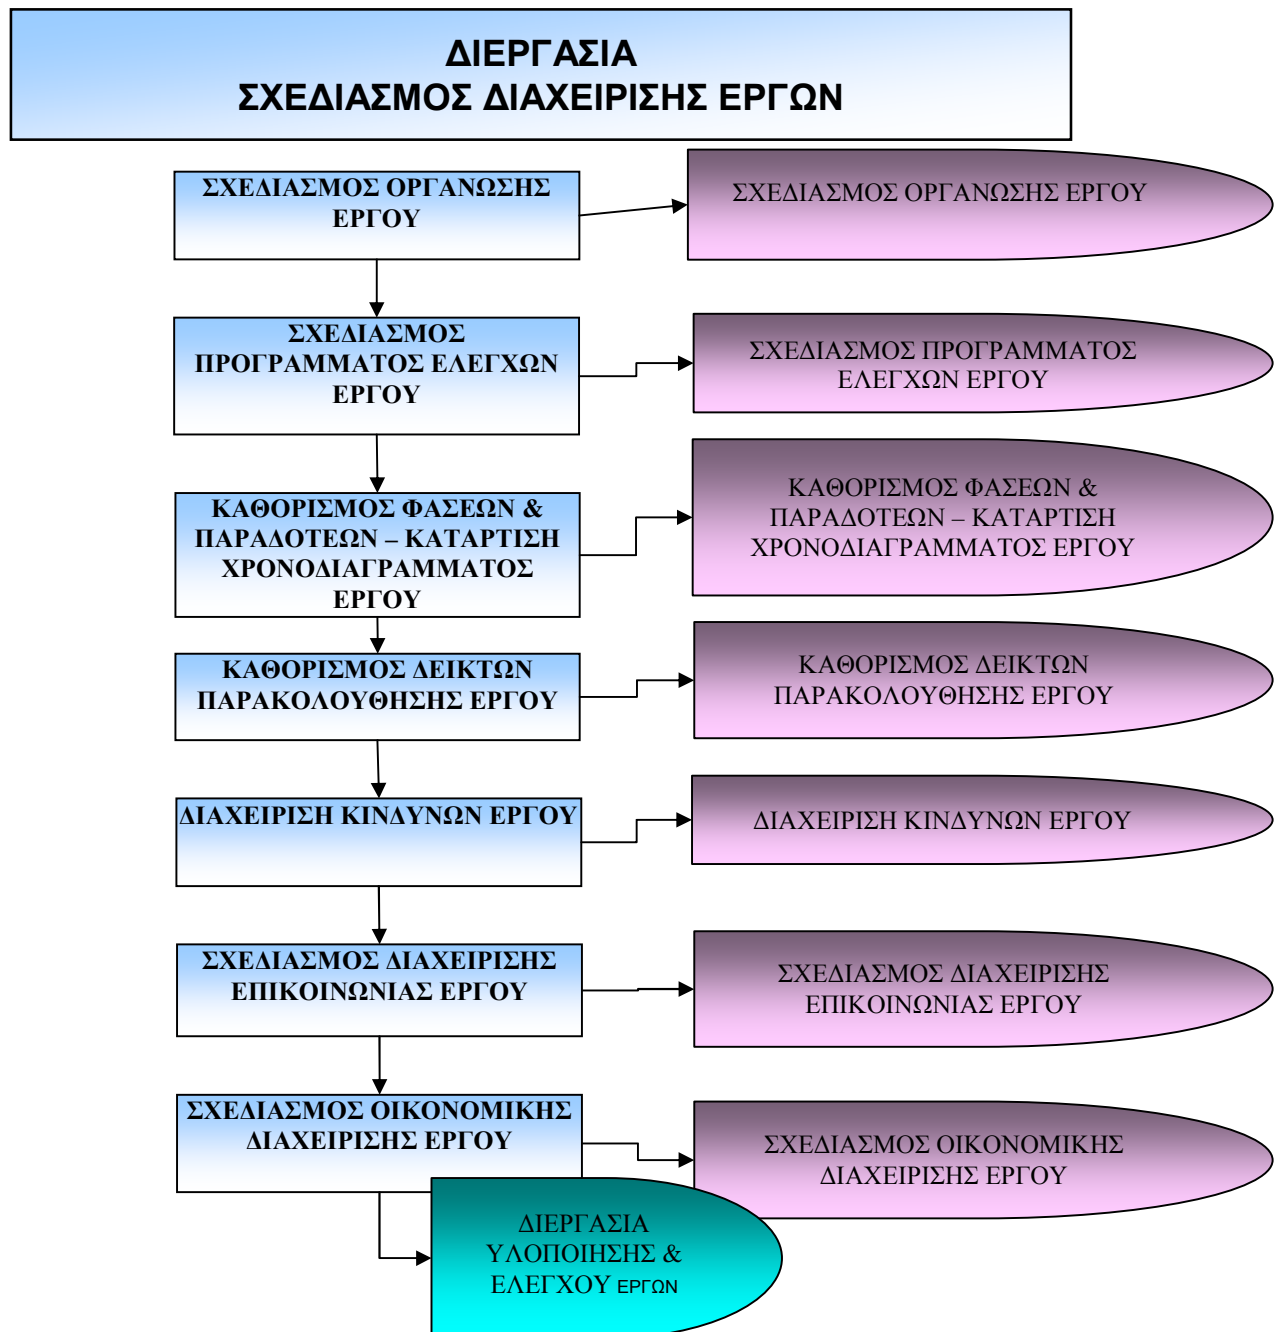 ΔΙΕΡΓΑΣΙΑ
ΣΧΕΔΙΑΣΜΟΣ ΔΙΑΧΕΙΡΙΣΗΣ ΕΡΓΩΝ
ΣΧΕΔΙΑΣΜΟΣ ΟΡΓΑΝΩΣΗΣ
ΕΡΓΟΥ
ΣΧΕΔΙΑΣΜΟΣ ΟΡΓΑΝΩΣΗΣ ΕΡΓΟΥ
ΣΧΕΔΙΑΣΜΟΣ
ΠΡΟΓΡΑΜΜΑΤΟΣ ΕΛΕΓΧΩΝ
ΕΡΓΟΥ
ΣΧΕΔΙΑΣΜΟΣ ΠΡΟΓΡΑΜΜΑΤΟΣ
ΕΛΕΓΧΩΝ ΕΡΓΟΥ
ΚΑΘΟΡΙΣΜΟΣ ΦΑΣΕΩΝ &
ΠΑΡΑΔΟΤΕΩΝ – ΚΑΤΑΡΤΙΣΗ
ΧΡΟΝΟΔΙΑΓΡΑΜΜΑΤΟΣ
ΕΡΓΟΥ
ΚΑΘΟΡΙΣΜΟΣ ΦΑΣΕΩΝ &
ΠΑΡΑΔΟΤΕΩΝ – ΚΑΤΑΡΤΙΣΗ
ΧΡΟΝΟΔΙΑΓΡΑΜΜΑΤΟΣ ΕΡΓΟΥ
ΚΑΘΟΡΙΣΜΟΣ ΔΕΙΚΤΩΝ
ΠΑΡΑΚΟΛΟΥΘΗΣΗΣ ΕΡΓΟΥ
ΚΑΘΟΡΙΣΜΟΣ ΔΕΙΚΤΩΝ
ΠΑΡΑΚΟΛΟΥΘΗΣΗΣ ΕΡΓΟΥ
ΔΙΑΧΕΙΡΙΣΗ ΚΙΝΔΥΝΩΝ ΕΡΓΟΥ
ΔΙΑΧΕΙΡΙΣΗ ΚΙΝΔΥΝΩΝ ΕΡΓΟΥ
ΣΧΕΔΙΑΣΜΟΣ ΔΙΑΧΕΙΡΙΣΗΣ
ΕΠΙΚΟΙΝΩΝΙΑΣ ΕΡΓΟΥ
ΣΧΕΔΙΑΣΜΟΣ ΔΙΑΧΕΙΡΙΣΗΣ
ΕΠΙΚΟΙΝΩΝΙΑΣ ΕΡΓΟΥ
ΣΧΕΔΙΑΣΜΟΣ ΟΙΚΟΝΟΜΙΚΗΣ
ΔΙΑΧΕΙΡΙΣΗΣ ΕΡΓΟΥ
ΣΧΕΔΙΑΣΜΟΣ ΟΙΚΟΝΟΜΙΚΗΣ
ΔΙΑΧΕΙΡΙΣΗΣ ΕΡΓΟΥ
ΔΙΕΡΓΑΣΙΑ
ΥΛΟΠΟΙΗΣΗΣ &
ΕΛΕΓΧΟΥ ΕΡΓΩΝ